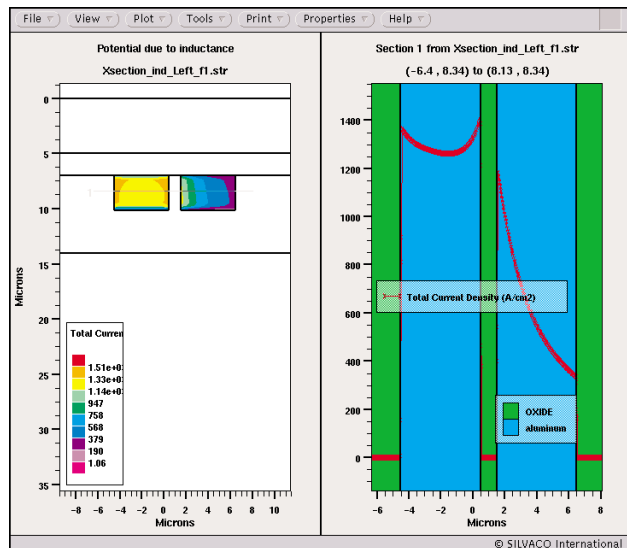 File View Plot Tools Print Properties Help
Potential due to inductance
Xsection_ind_Left_f1.str
0
5
10
15
20
25
30
35
Microns
1
Total Curren
1.51e+0
1.33e+0
1.14e+0
947
758
568
379
190
1.06
-8 -6 -4 -2 0 2 4 6 8 10
Microns
Section 1 from Xsection_ind_Left_f1.str
(-6.4 , 8.34) to (8.13 , 8.34)
1400
1200
1000
800
600
400
200
0
Total Current Density (A/cm2)
OXIDE
aluminum
-6 -4 -2 0 2 4 6 8
Microns
© SILVACO International